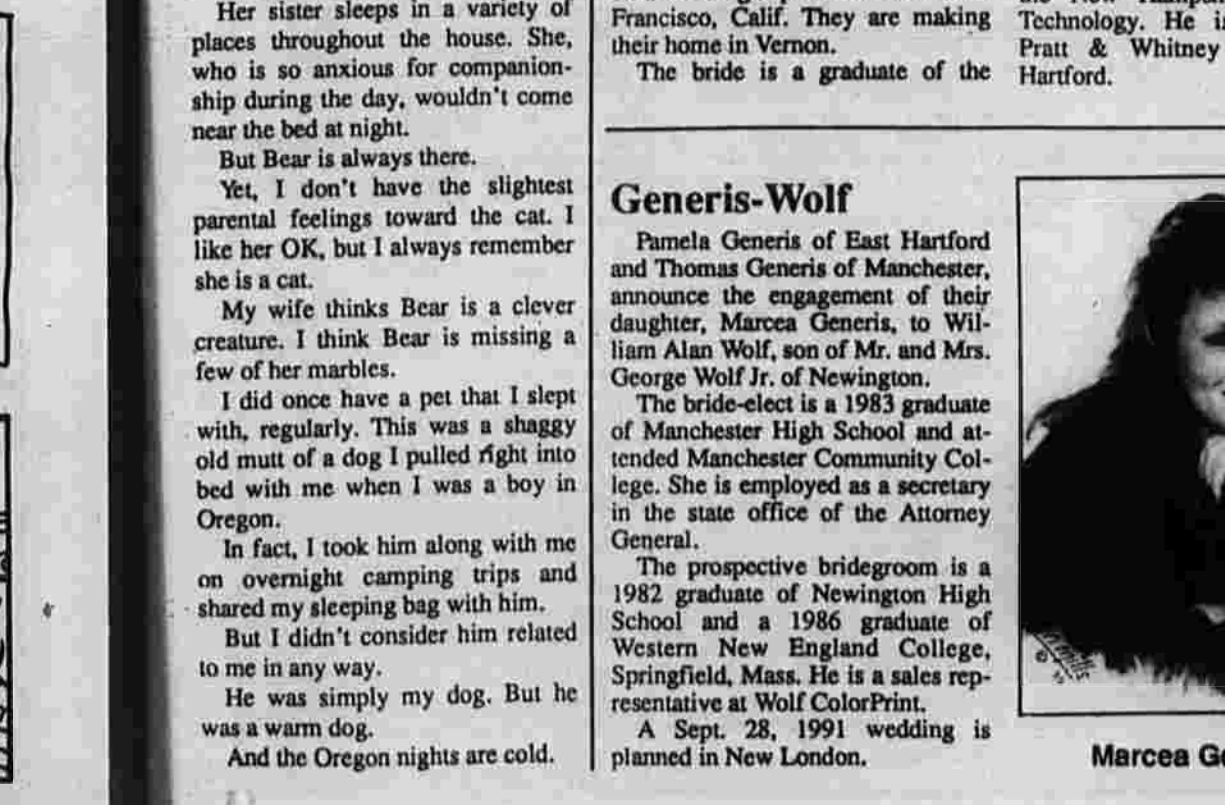 Her sister sleeps in a variety of
places throughout the house. She,
who is so anxious for companion-
ship during the day, wouldn't come
near the bed at night.
But Bear is always there.
Yet, I don't have the slightest
parental feelings toward the cat. I
like her OK, but I always remember
she is a cat.
My wife thinks Bear is a clever
creature. I think Bear is missing a
few of her marbles.
I did once have a pet that I slept
with, regularly. This was a shaggy
old mutt of a dog I pulled right into
bed with me when I was a boy in
Oregon.
In fact, I took him along with me
on overnight camping trips and
shared my sleeping bag with him.
But I didn't consider him related
to me in any way.
He was simply my dog. But he
was a warm dog.
And the Oregon nights are cold.
Francisco, Calif. They are making
their home in Vernon.
The bride is a graduate of the
Technology. He i
Pratt & Whitney
Hartford.
Generis-Wolf
Pamela Generis of East Hartford
and Thomas Generis of Manchester,
announce the engagement of their
daughter, Marcea Generis, to Wil-
liam Alan Wolf, son of Mr. and Mrs.
George Wolf Jr. of Newington.
The bride-elect is a 1983 graduate
of Manchester High School and at-
tended Manchester Community Col-
lege. She is employed as a secretary
in the state office of the Attorney
General.
The prospective bridegroom is a
1982 graduate of Newington High
School and a 1986 graduate of
Western New England College,
Springfield, Mass. He is a sales rep-
resentative at Wolf ColorPrint.
A Sept. 28, 1991 wedding is
planned in New London.
Marcea Ge